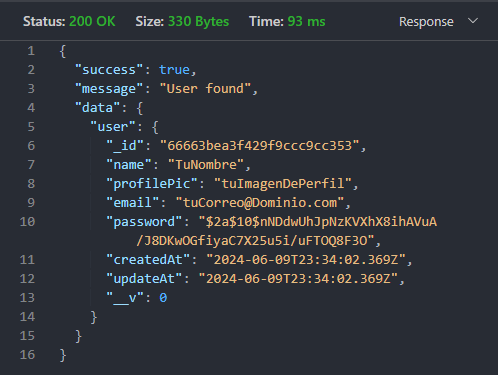 Status: 200 OK Size: 330 Bytes Time: 93 ms Response
1 {
2 "success": true,
3 "message": "User found",
4 "data": {
5 "user": {
6 "_id": "66663bea3f429f9ccc9cc353",
7 "name": "TuNombre",
8 "profilePic": "tuImagenDePerfil",
9 "email": "tuCorreo@Dominio.com",
10 "password": "$2a$10$nNDdwUhJpNzKVXhX8ihAVuA
/J8DKwOGfiyaC7X25u5i/uFTOQ8F3O",
11 "createdAt": "2024-06-09T23:34:02.369Z",
12 "updateAt": "2024-06-09T23:34:02.369Z",
13 "__v": 0
14 }
15 }
16 }